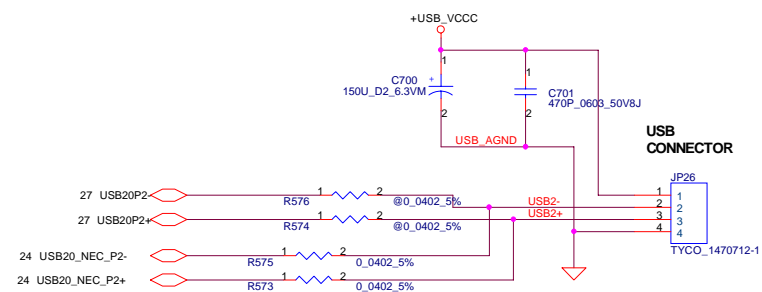 +USB_VCCC
1
1
C700
+
150U_D2_6.3VM
C701
470P_0603_50V8J
2
2
USB_AGND
USB
CONNECTOR
JP26
27 USB20P2-
R576
1
2
@0_0402_5%
USB2-
1
1
2
2
27 USB20P2+
R574
1
2
@0_0402_5%
USB2+
3
3
4
4
TYCO_1470712-1
24 USB20_NEC_P2-
R575
1
2
0_0402_5%
24 USB20_NEC_P2+
R573
1
2
0_0402_5%